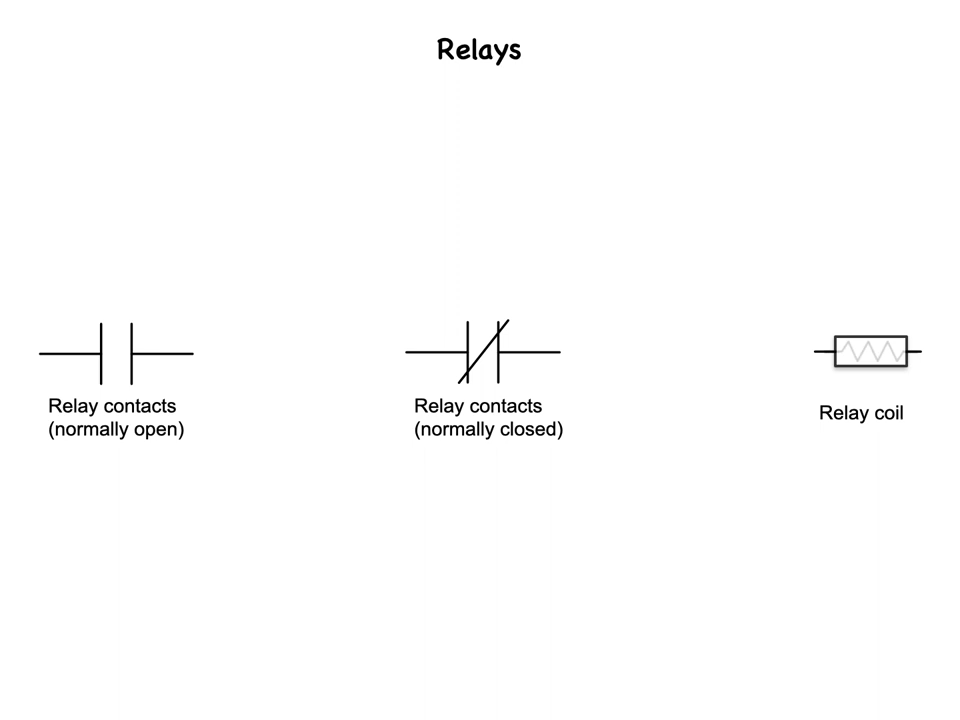 Relays
Relay contacts
(normally open)
Relay contacts
(normally closed)
Relay coil